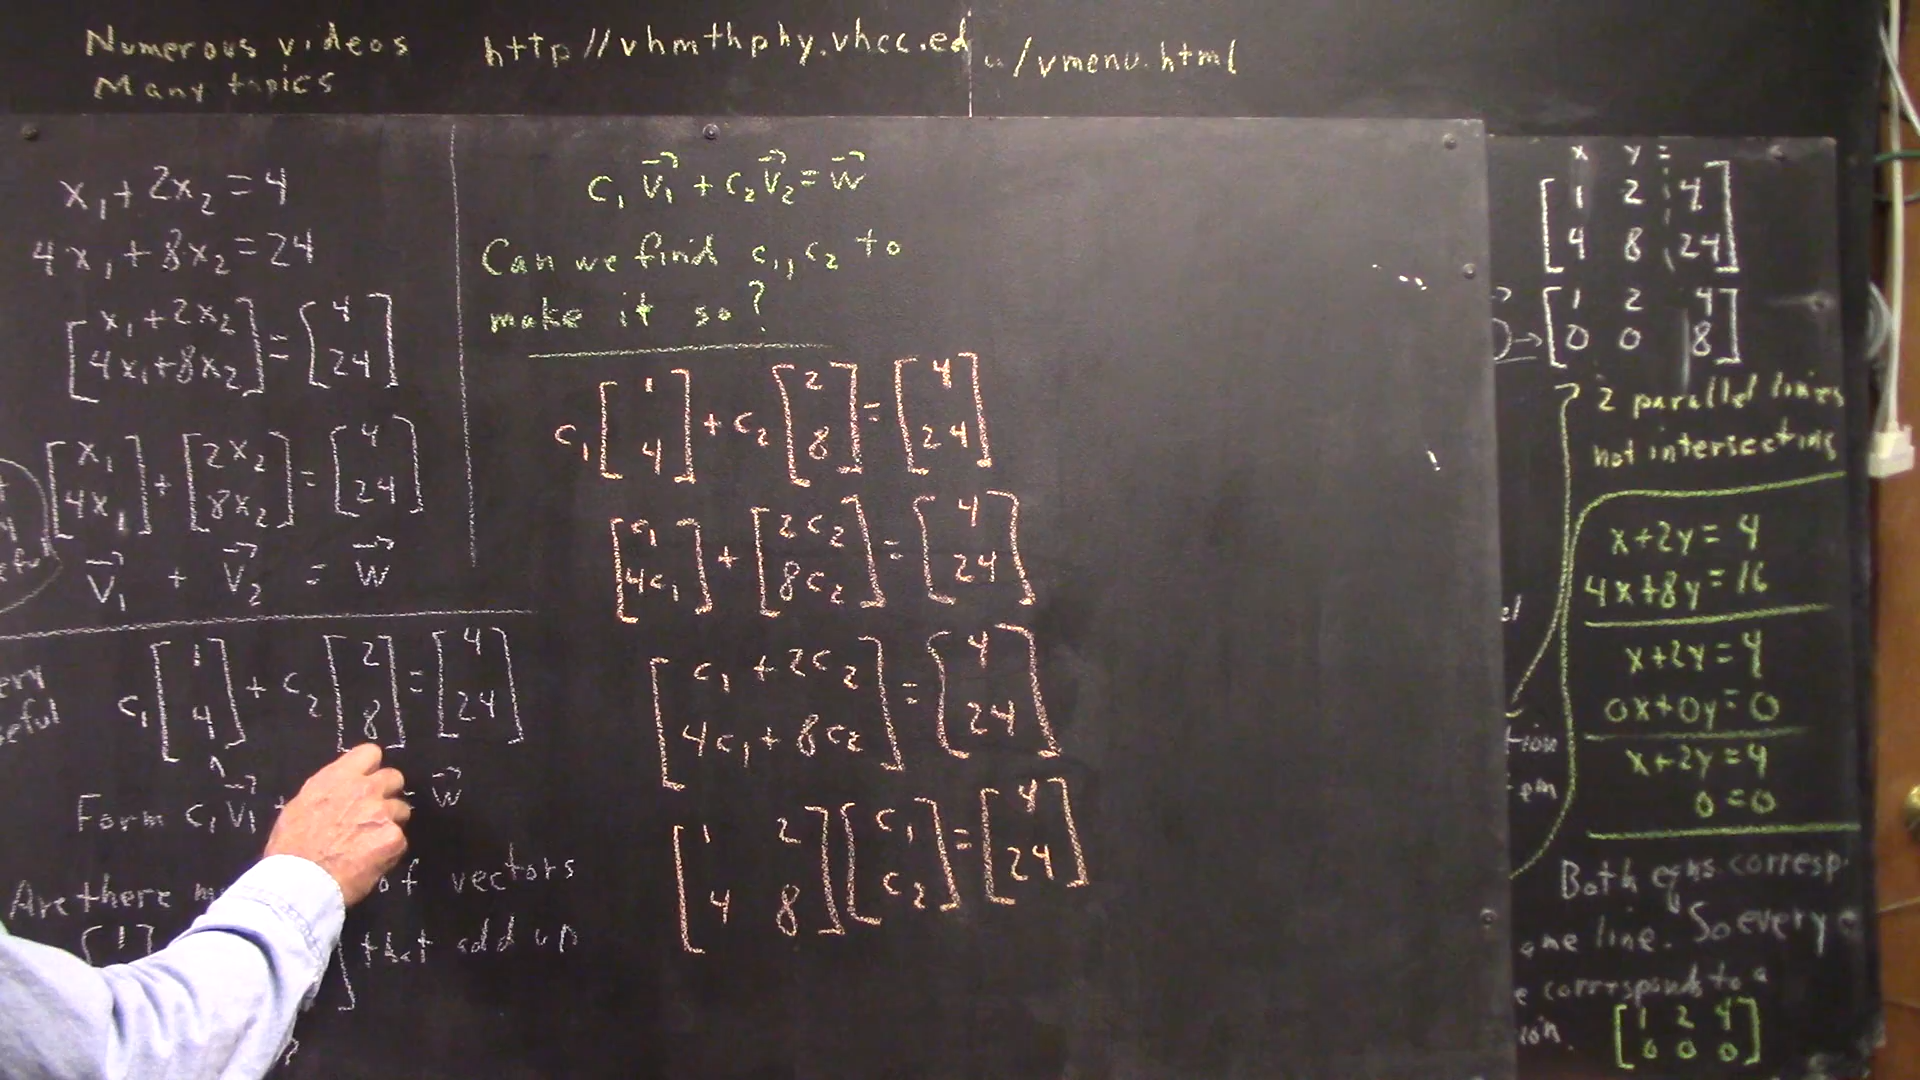 Numerous videos http//vhmthphy.vhcc.edu/vmenu.html
Many topics
x₁+2x₂=4
4x₁+8x₂=24
[x₁+2x₂
4x₁+8x₂]=[4
24]
[x₁
4x₁]+[2x₂
8x₂]=[4
24]
v₁ + v₂ = w
c₁[1
4]+c₂[2
8]=[4
24]
Form c₁v₁ w
Are there of vectors
that add up
c₁v₁+c₂v₂=w
Can we find c₁, c₂ to
make it so?
c₁[1
4]+c₂[2
8]=[4
24]
[c₁
4c₁]+[2c₂
8c₂]=[4
24]
[c₁+2c₂
4c₁+8c₂]=[4
24]
[1 2
4 8][c₁
c₂]=[4
24]
x y =
[1 2 4
4 8 24]
[1 2 4
0 0 8]
2 parallel lines
not intersecting
x+2y=4
4x+8y=16
x+2y=4
0x+0y=0
x+2y=4
0=0
Both eqns. corresp
line. So every
corresponds to a
[1 2 4
0 0 0]